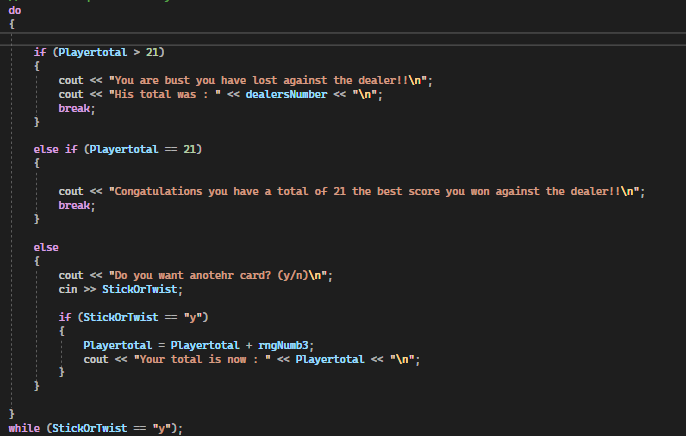 do
{
if (Playertotal > 21)
{
cout << "You are bust you have lost against the dealer!!\n";
cout << "His total was : " << dealersNumber << "\n";
break;
}
else if (Playertotal == 21)
{
cout << "Congatulations you have a total of 21 the best score you won against the dealer!!\n";
break;
}
else
{
cout << "Do you want anotehr card? (y/n)\n";
cin >> StickOrTwist;
if (StickOrTwist == "y")
{
Playertotal = Playertotal + rngNumb3;
cout << "Your total is now : " << Playertotal << "\n";
}
}
}
while (StickOrTwist == "y");